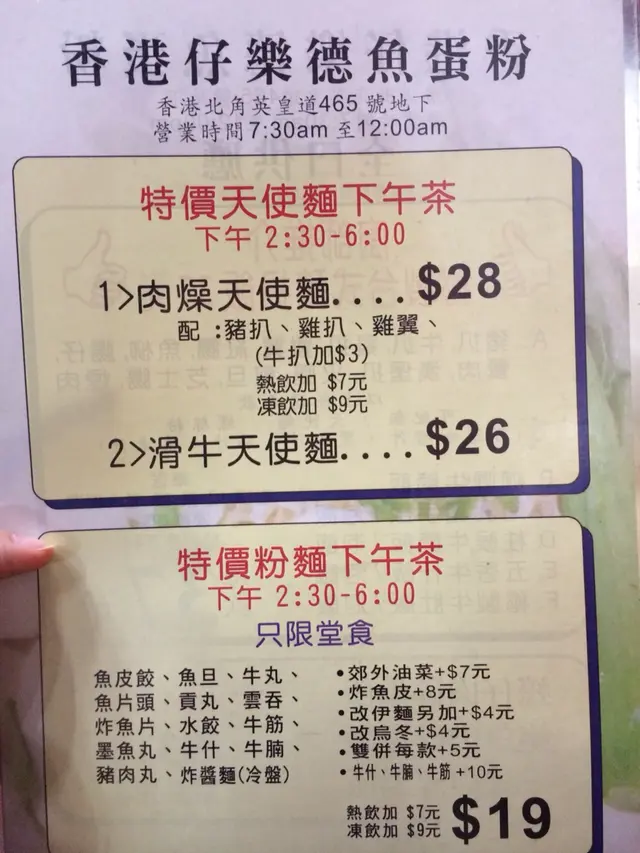 香港仔樂德魚蛋粉
香港北角英皇道465 號地下
營業時間7:30am 至12:00am
特價天使麵下午茶
下午 2:30-6:00
1>肉燥天使麵....$28
配 :豬扒、雞扒、雞翼、
(牛扒加$3)
熱飲加 $7元
凍飲加 $9元
2>滑牛天使麵....$26
特價粉麵下午茶
下午 2:30-6:00
只限堂食
魚皮餃、魚旦、牛丸、
魚片頭、貢丸、雲吞、
炸魚片、水餃、牛筋、
墨魚丸、牛什、牛腩、
豬肉丸、炸醬麵(冷盤)
•郊外油菜+$7元
•炸魚皮+8元
•改伊麵另加+$4元
•改烏冬+$4元
•雙併每款+5元
•牛什、牛腩、牛筋 +10元
熱飲加 $7元
凍飲加 $9元
$19